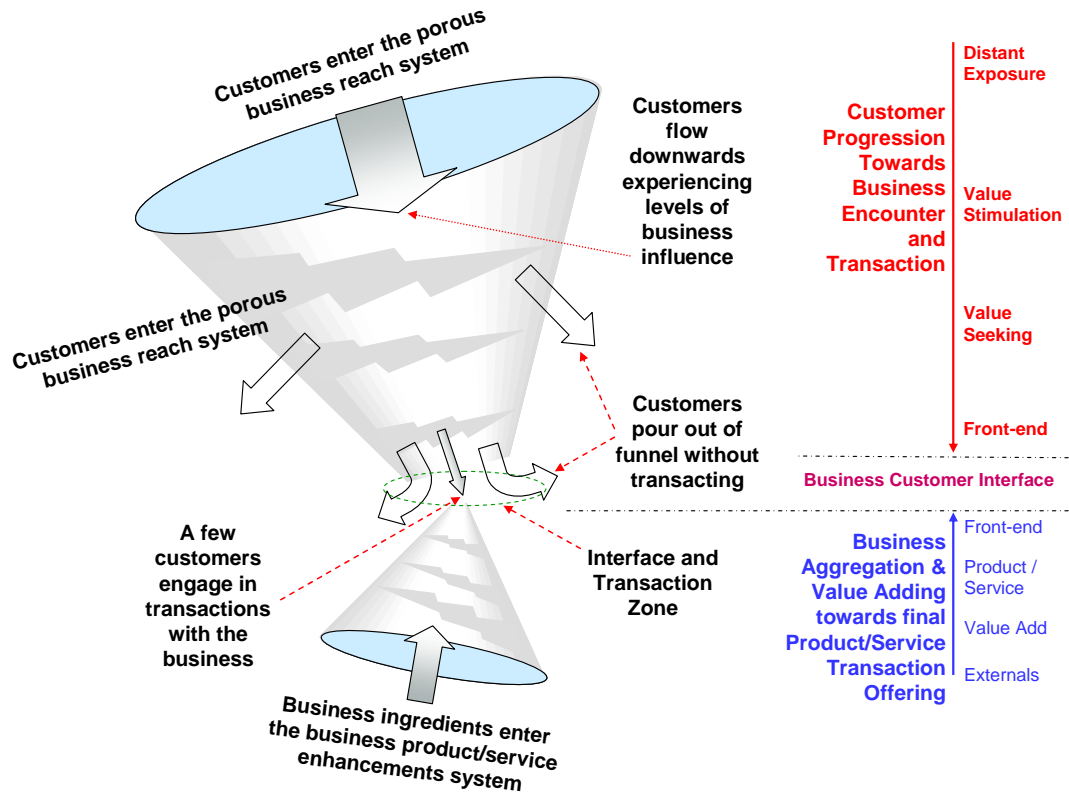 Customers enter the porous
business reach system
Customers
flow
downwards
experiencing
levels of
business
influence
Customers enter the porous
business reach system
Customers
pour out of
funnel without
transacting
A few
customers
engage in
transactions
with the
business
Interface and
Transaction
Zone
Business ingredients enter
the business product/service
enhancements system
Customer
Progression
Towards
Business
Encounter
and
Transaction
Distant
Exposure
Value
Stimulation
Value
Seeking
Front-end
Business Customer Interface
Business
Aggregation &
Value Adding
towards final
Product/Service
Transaction
Offering
Front-end
Product /
Service
Value Add
Externals